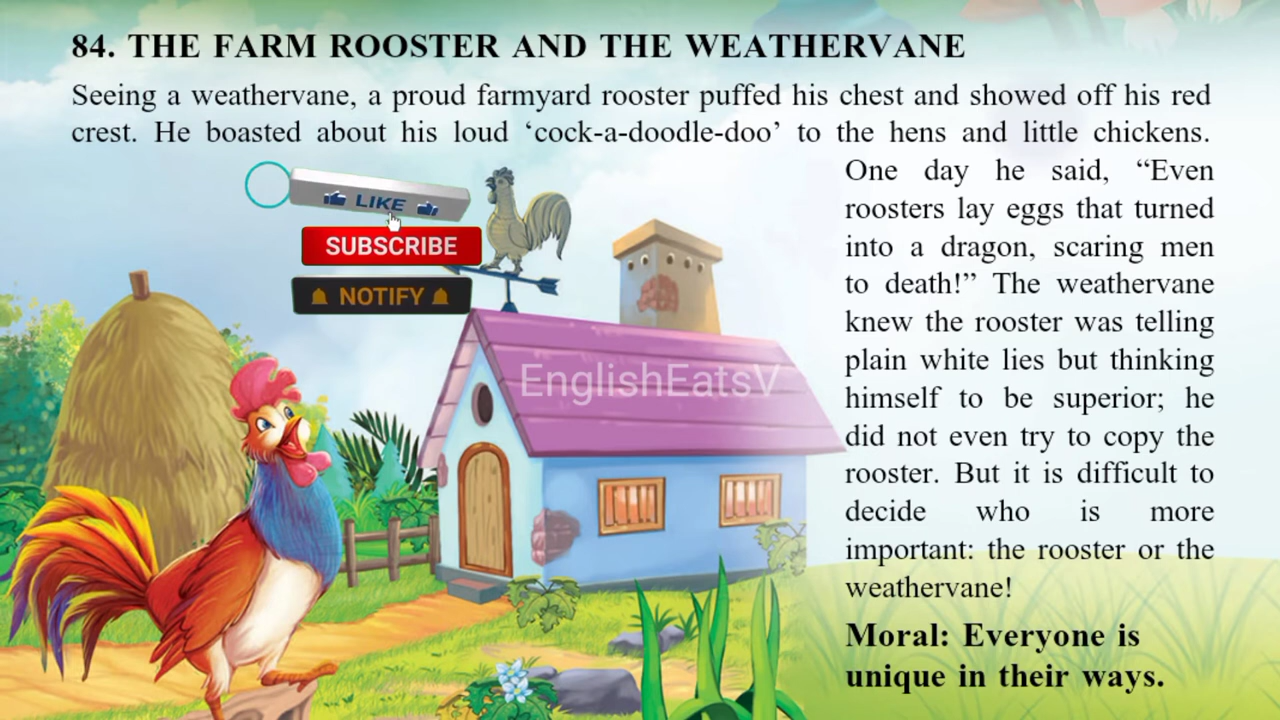 84. THE FARM ROOSTER AND THE WEATHERVANE
Seeing a weathervane, a proud farmyard rooster puffed his chest and showed off his red
crest. He boasted about his loud ‘cock-a-doodle-doo’ to the hens and little chickens.
One day he said, “Even
roosters lay eggs that turned
into a dragon, scaring men
to death!” The weathervane
knew the rooster was telling
plain white lies but thinking
himself to be superior; he
did not even try to copy the
rooster. But it is difficult to
decide who is more
important: the rooster or the
weathervane!
Moral: Everyone is
unique in their ways.
LIKE
SUBSCRIBE
NOTIFY
EnglishEatsV